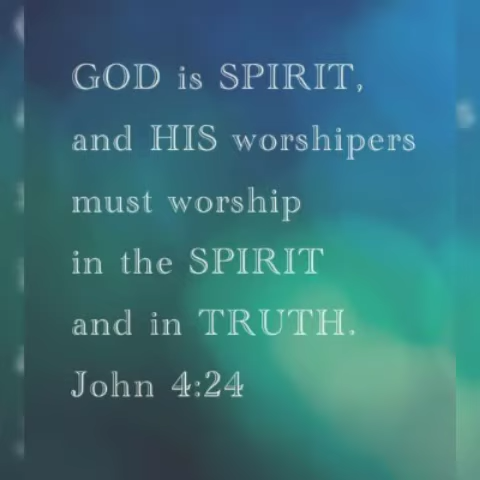 GOD is SPIRIT,
and HIS worshipers
must worship
in the SPIRIT
and in TRUTH.
John 4:24